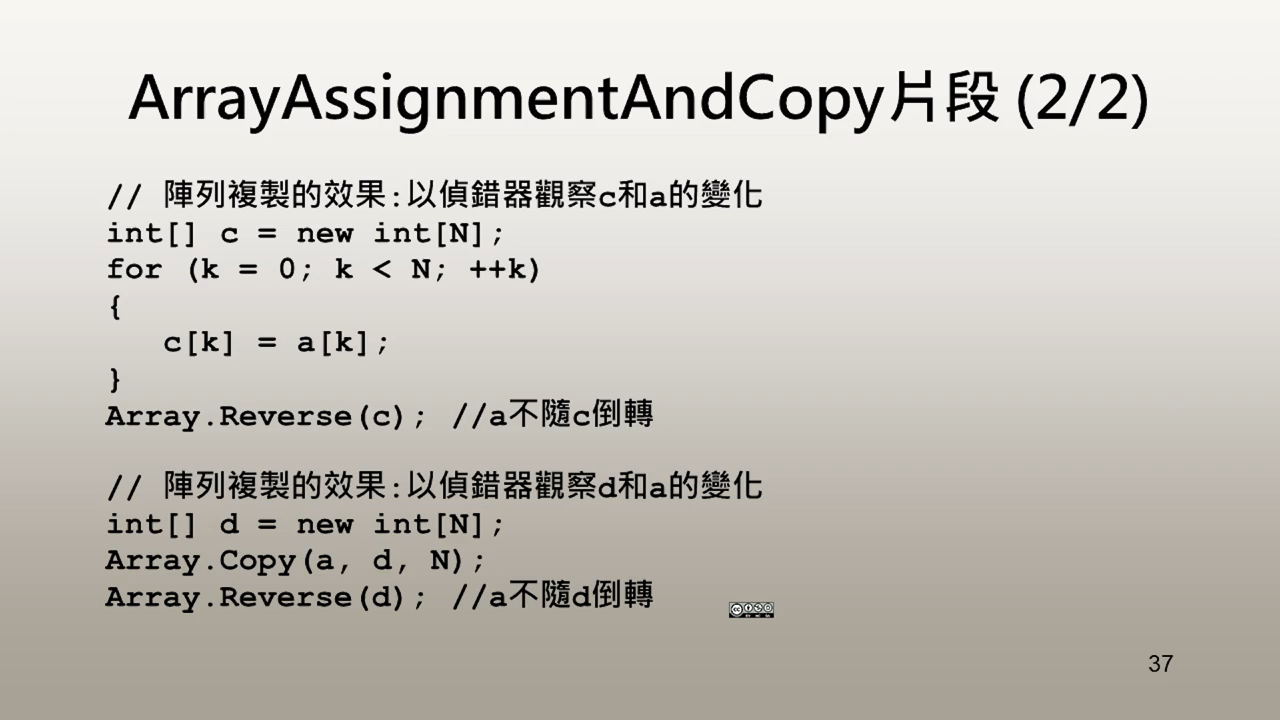 ArrayAssignmentAndCopy片段 (2/2)
// 陣列複製的效果:以偵錯器觀察c和a的變化
int[] c = new int[N];
for (k = 0; k < N; ++k)
{
c[k] = a[k];
}
Array.Reverse(c); //a不隨c倒轉
// 陣列複製的效果:以偵錯器觀察d和a的變化
int[] d = new int[N];
Array.Copy(a, d, N);
Array.Reverse(d); //a不隨d倒轉
37